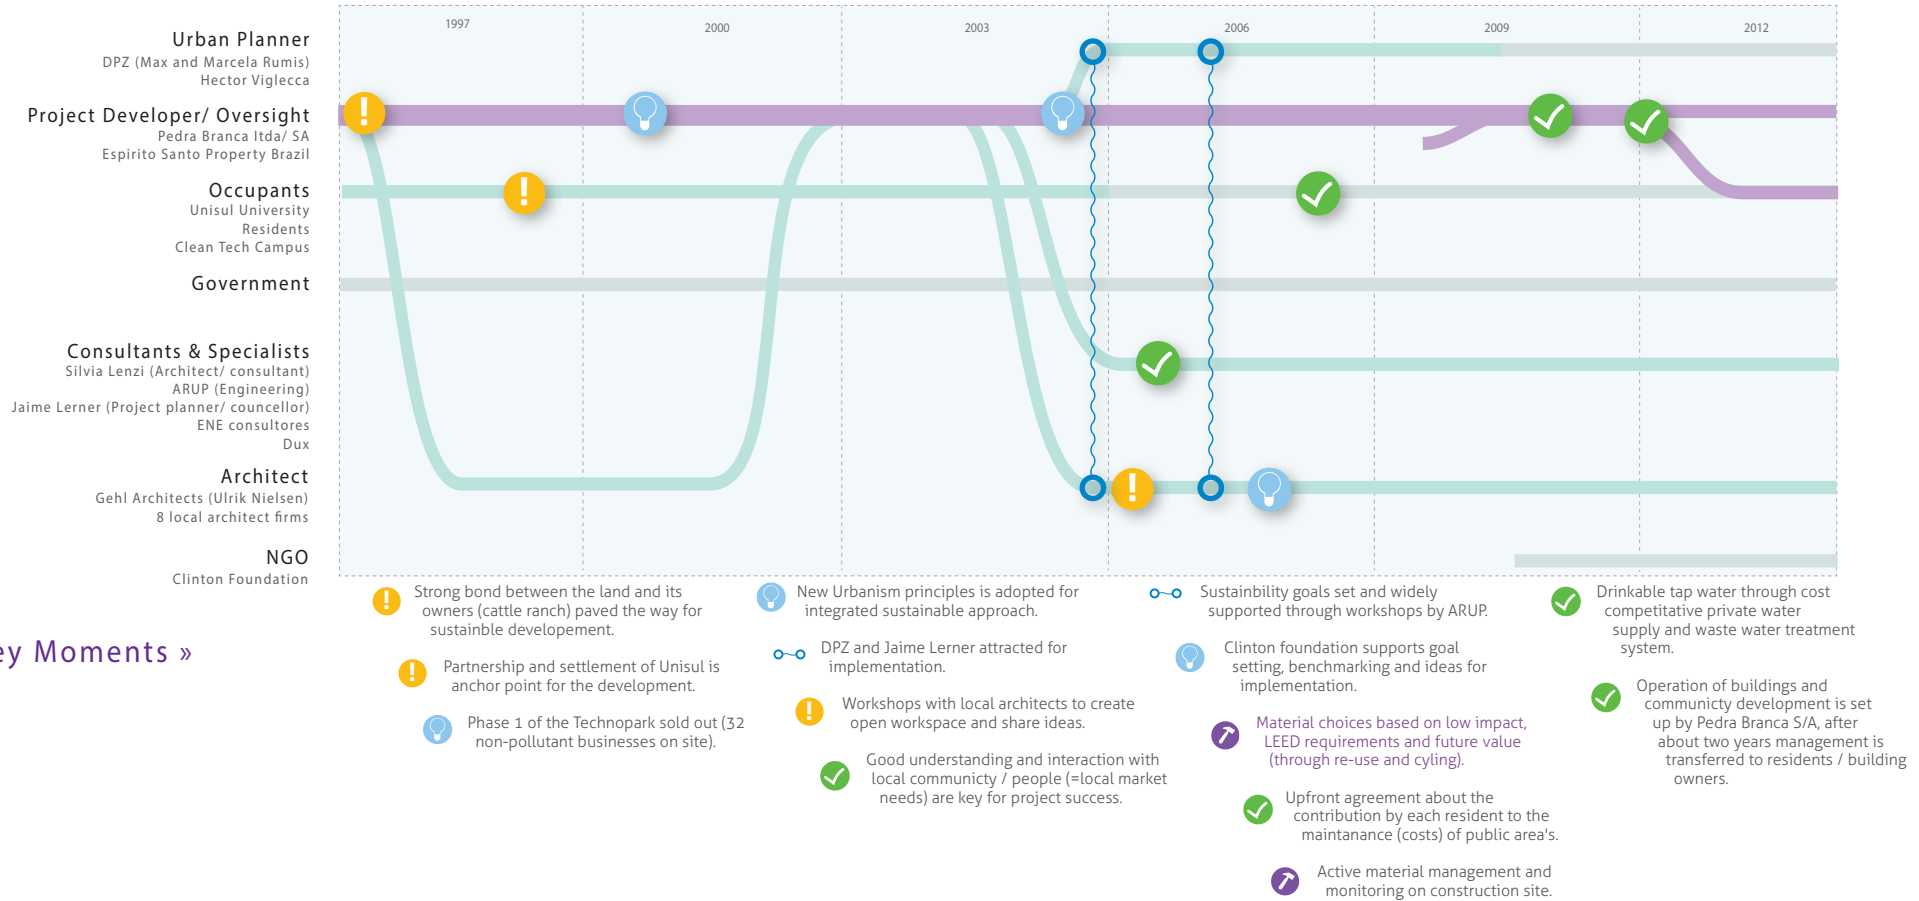 1997
2000
2003
2006
2009
2012
Urban Planner
DPZ (Max and Marcela Rumis)
Hector Viglecca
Project Developer/ Oversight
Pedra Branca ltda/ SA
Espirito Santo Property Brazil
Occupants
Unisul University
Residents
Clean Tech Campus
Government
Consultants & Specialists
Silvia Lenzi (Architect/ consultant)
ARUP (Engineering)
Jaime Lerner (Project planner/ councellor)
ENE consultores
Dux
Architect
Gehl Architects (Ulrik Nielsen)
8 local architect firms
NGO
Clinton Foundation
ey Moments »
Strong bond between the land and its
owners (cattle ranch) paved the way for
sustainble developement.
Partnership and settlement of Unisul is
anchor point for the development.
Phase 1 of the Technopark sold out (32
non-pollutant businesses on site).
New Urbanism principles is adopted for
integrated sustainable approach.
DPZ and Jaime Lerner attracted for
implementation.
Workshops with local architects to create
open workspace and share ideas.
Good understanding and interaction with
local communicty / people (=local market
needs) are key for project success.
Sustainbility goals set and widely
supported through workshops by ARUP.
Clinton foundation supports goal
setting, benchmarking and ideas for
implementation.
Material choices based on low impact,
LEED requirements and future value
(through re-use and cyling).
Upfront agreement about the
contribution by each resident to the
maintanance (costs) of public area's.
Active material management and
monitoring on construction site.
Drinkable tap water through cost
competitative private water
supply and waste water treatment
system.
Operation of buildings and
communicty development is set
up by Pedra Branca S/A, after
about two years management is
transferred to residents / building
owners.